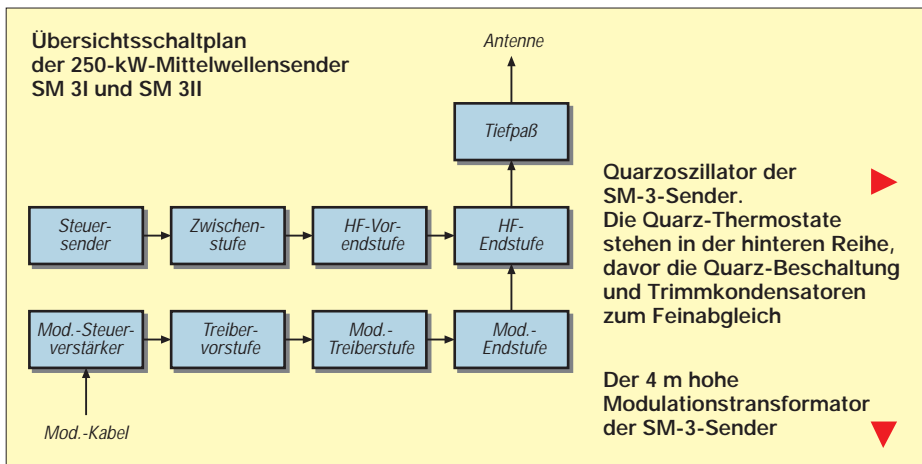 Übersichtsschaltplan
der 250-kW-Mittelwellensender
SM 3I und SM 3II
Antenne
Tiefpaß
Steuer-
sender
Zwischen-
stufe
HF-Vor-
endstufe
HF-
Endstufe
Mod.-Steuer-
verstärker
Treiber-
vorstufe
Mod.-
Treiberstufe
Mod.-
Endstufe
Mod.-Kabel
Quarzoszillator der
SM-3-Sender.
Die Quarz-Thermostate
stehen in der hinteren Reihe,
davor die Quarz-Beschaltung
und Trimmkondensatoren
zum Feinabgleich
Der 4 m hohe
Modulationstransformator
der SM-3-Sender